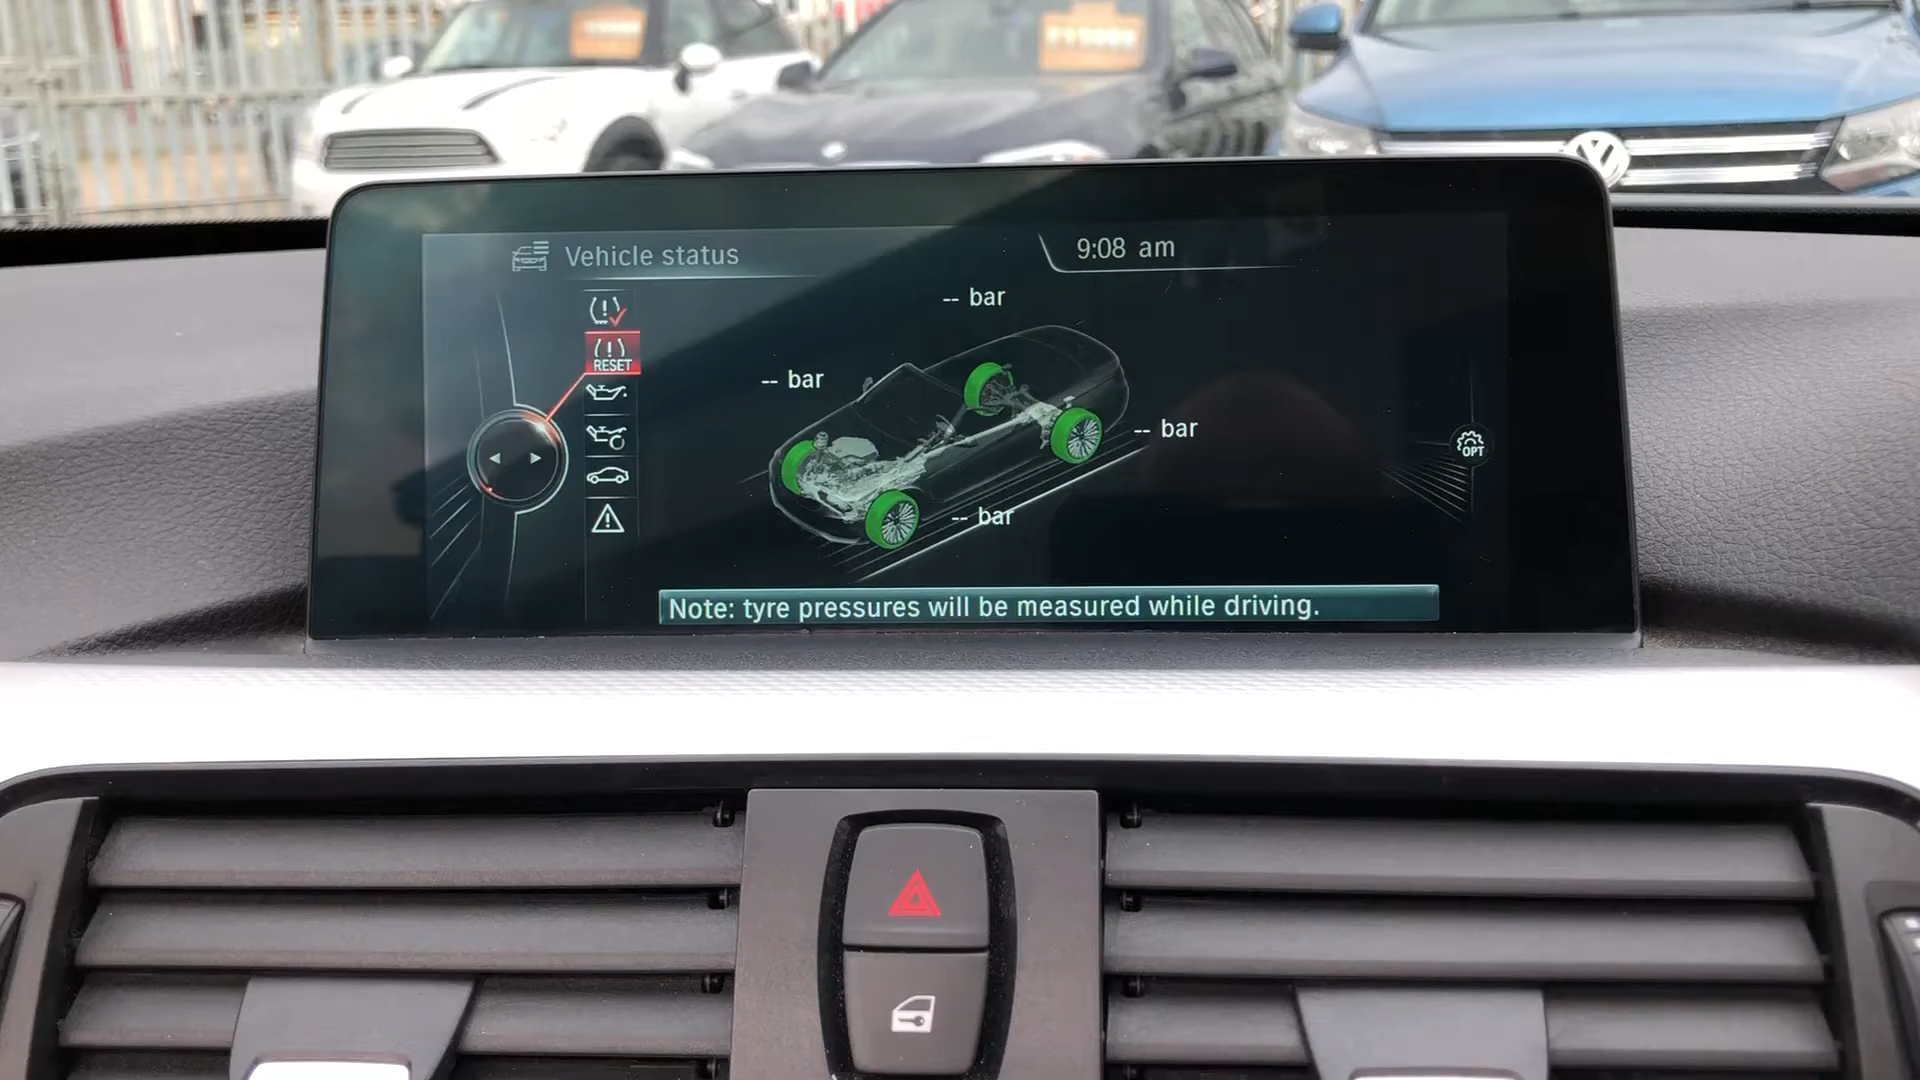 Vehicle status
9:08 am
-- bar
-- bar
RESET
-- bar
OPT
-- bar
Note: tyre pressures will be measured while driving.